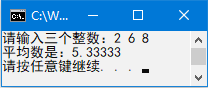 C:\W...
请输入三个整数：2 6 8
平均数是：5.33333
请按任意键继续. . .